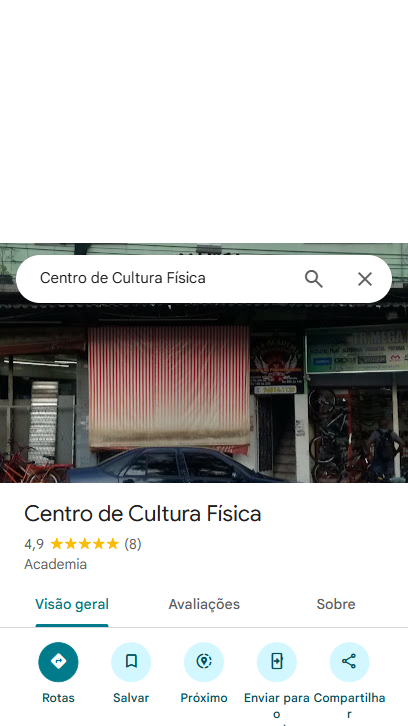 Centro de Cultura Física
Centro de Cultura Física
4,9 ★★★★★ (8)
Academia
Visão geral
Avaliações
Sobre
Rotas
Salvar
Próximo
Enviar para
o
Compartilha
r